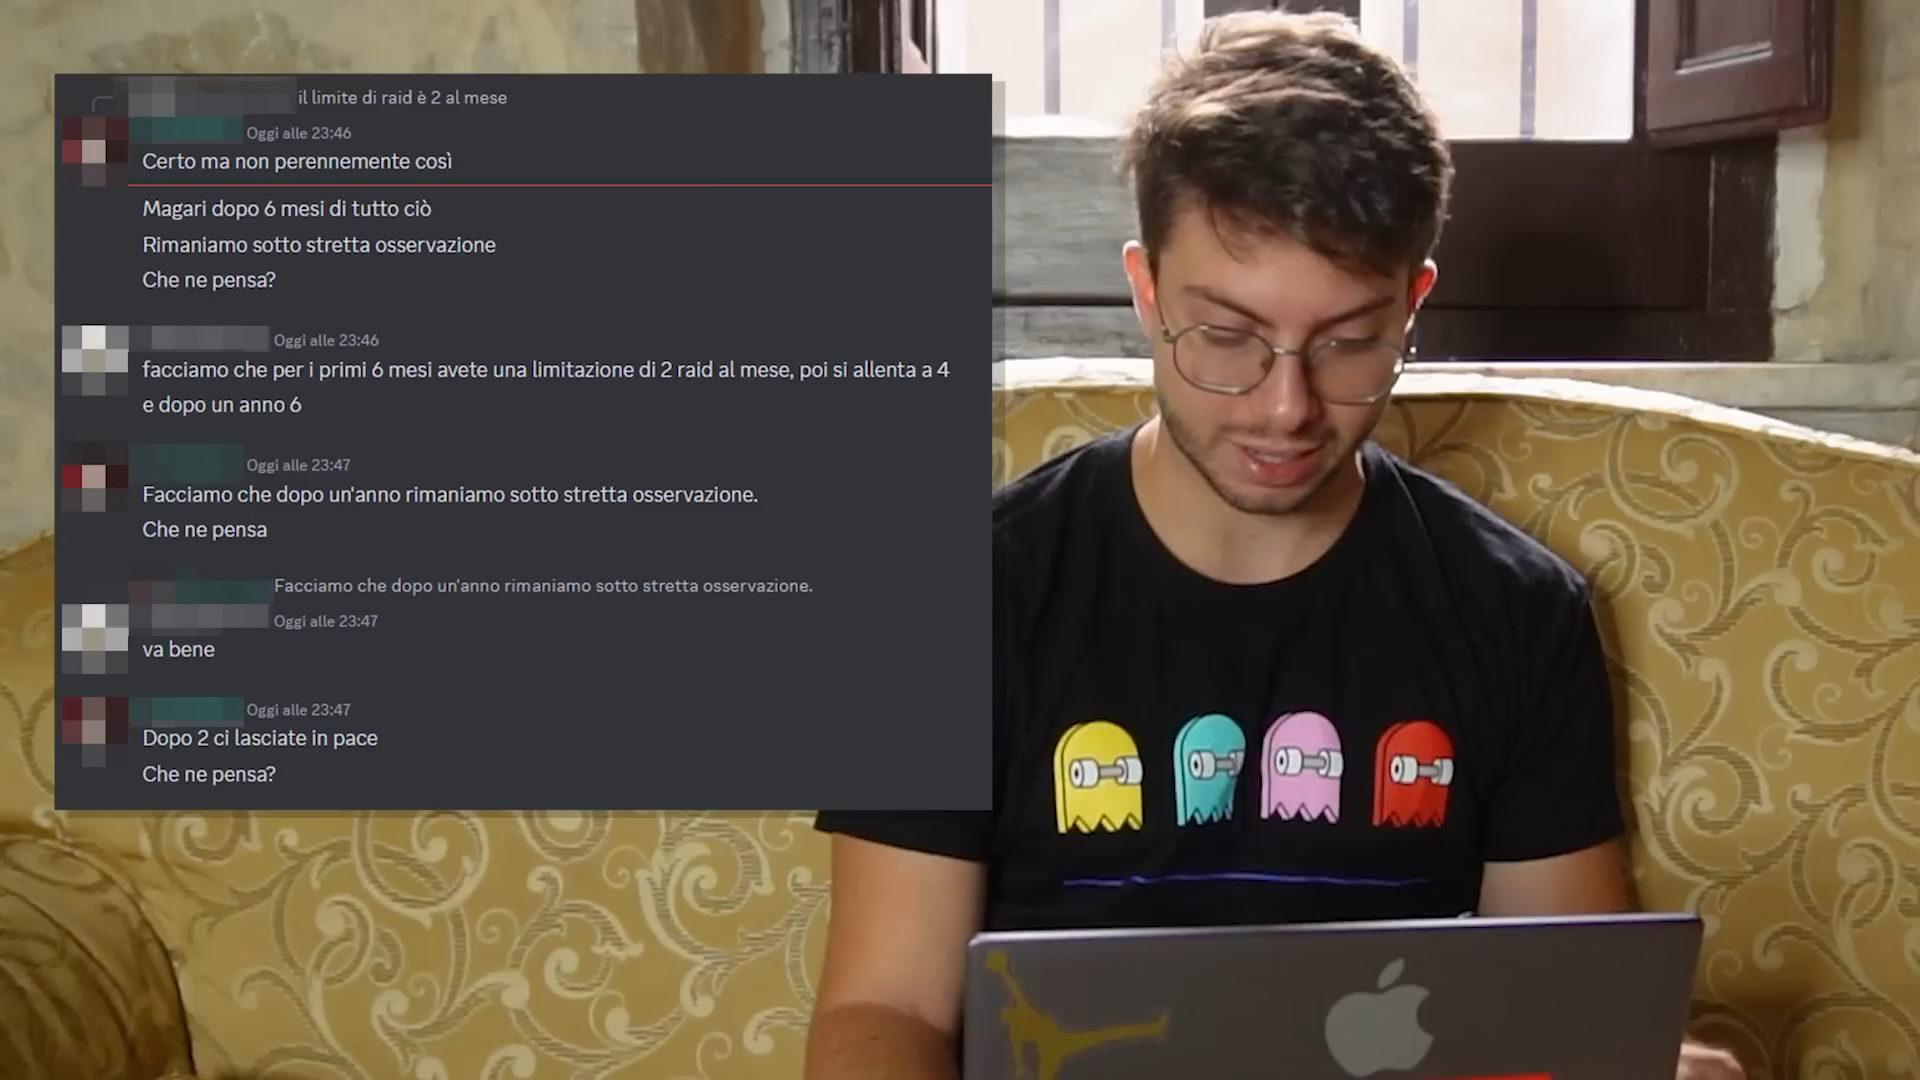 il limite di raid è 2 al mese
Oggi alle 23:46
Certo ma non perennemente così
Magari dopo 6 mesi di tutto ciò
Rimaniamo sotto stretta osservazione
Che ne pensa?
Oggi alle 23:46
facciamo che per i primi 6 mesi avete una limitazione di 2 raid al mese, poi si allenta a 4
e dopo un anno 6
Oggi alle 23:47
Facciamo che dopo un'anno rimaniamo sotto stretta osservazione.
Che ne pensa
Facciamo che dopo un'anno rimaniamo sotto stretta osservazione.
Oggi alle 23:47
va bene
Oggi alle 23:47
Dopo 2 ci lasciate in pace
Che ne pensa?